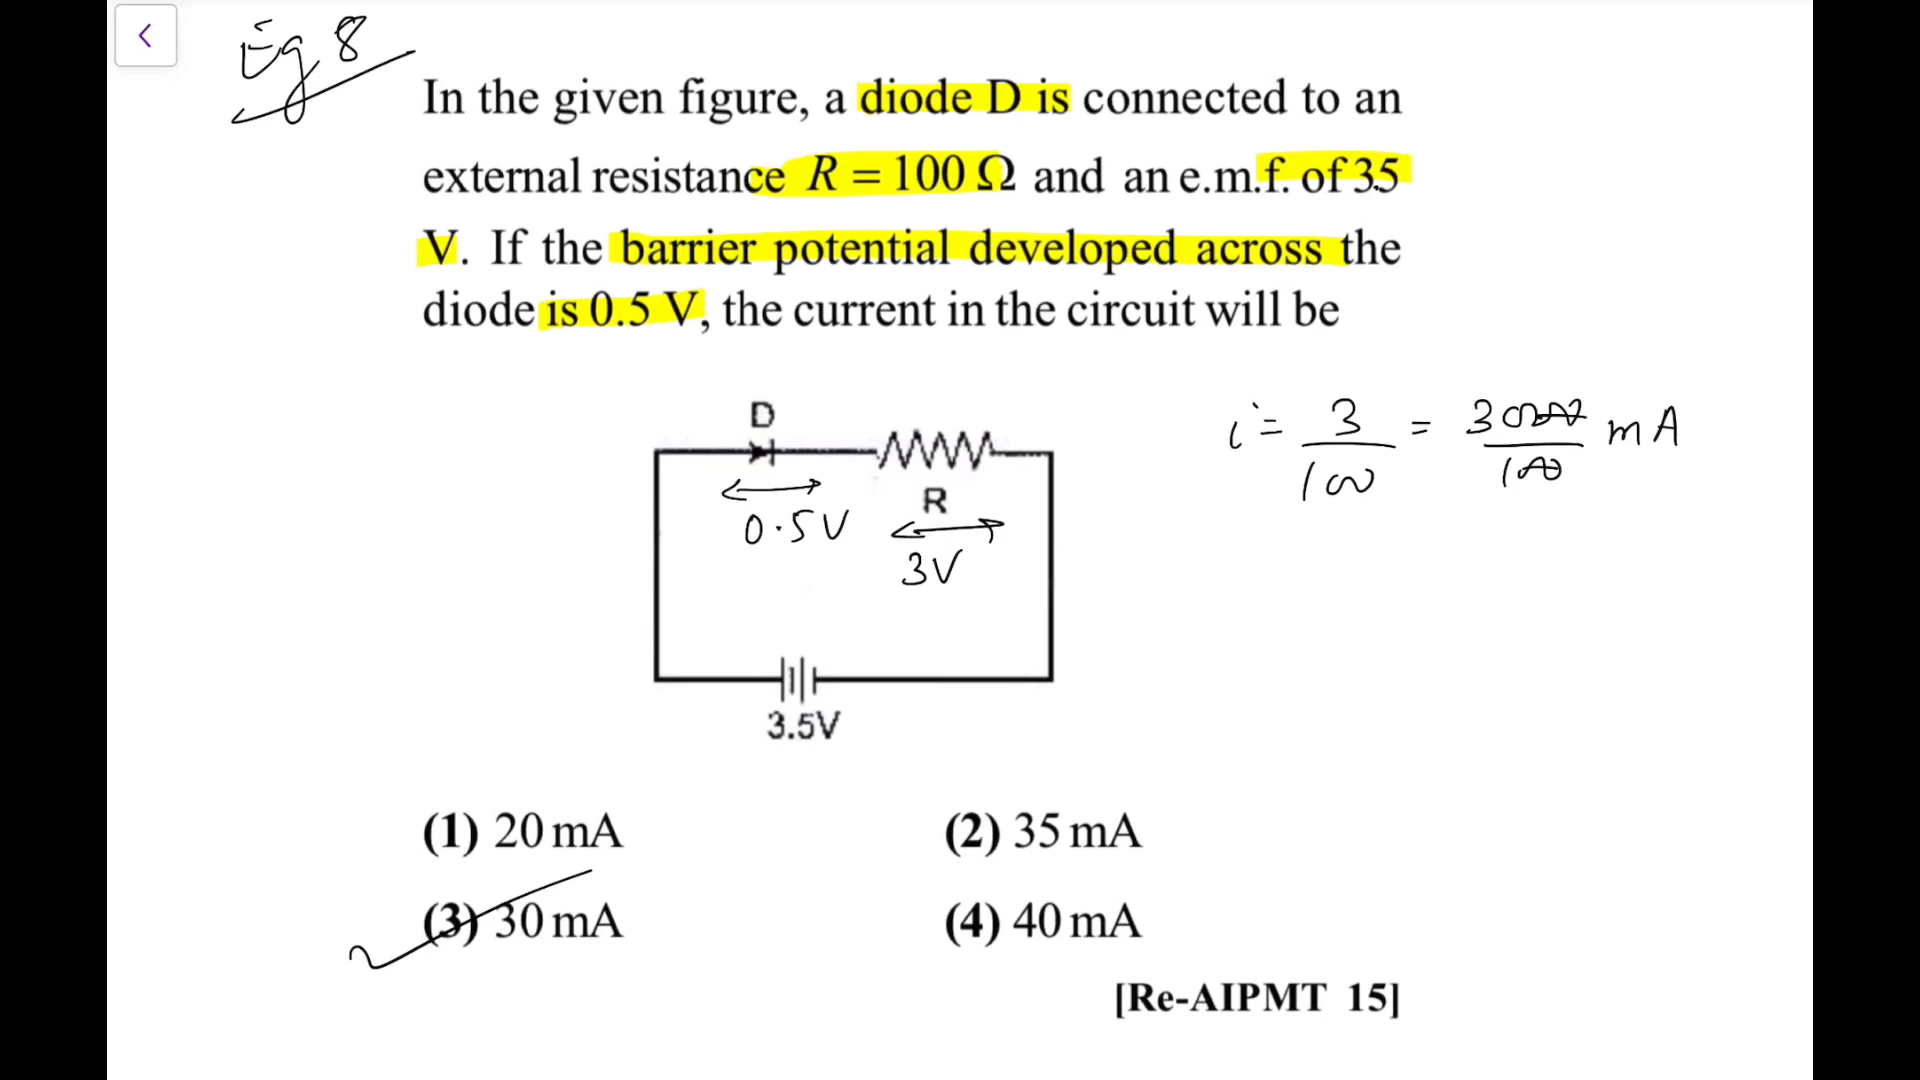 Eg 8
In the given figure, a diode D is connected to an
external resistance R = 100 Ω and an e.m.f. of 3.5
V. If the barrier potential developed across the
diode is 0.5 V, the current in the circuit will be
D
R
0.5V
3V
3.5V
i = 3/100 = 3000/100 mA
(1) 20 mA (2) 35 mA
(3) 30 mA (4) 40 mA
[Re-AIPMT 15]